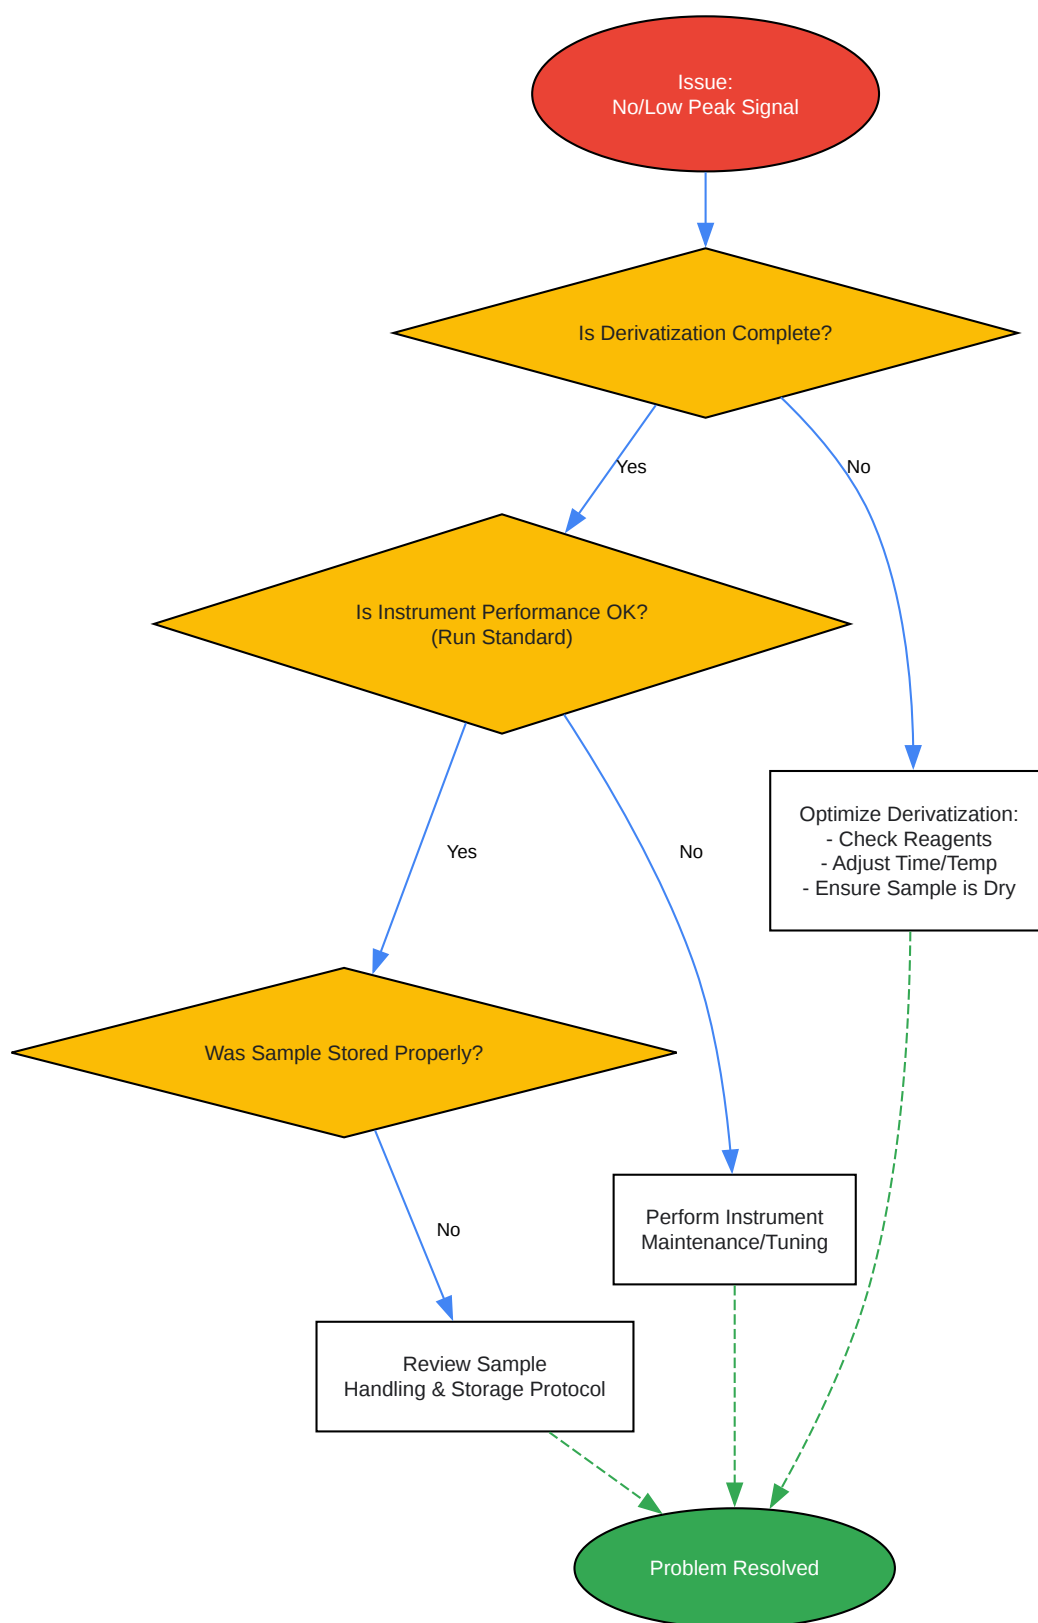 Issue:
No/Low Peak Signal
Is Derivatization Complete?
Yes
No
Is Instrument Performance OK?
(Run Standard)
Optimize Derivatization:
- Check Reagents
- Adjust Time/Temp
- Ensure Sample is Dry
Yes
No
Was Sample Stored Properly?
Perform Instrument
Maintenance/Tuning
No
Review Sample
Handling & Storage Protocol
Problem Resolved